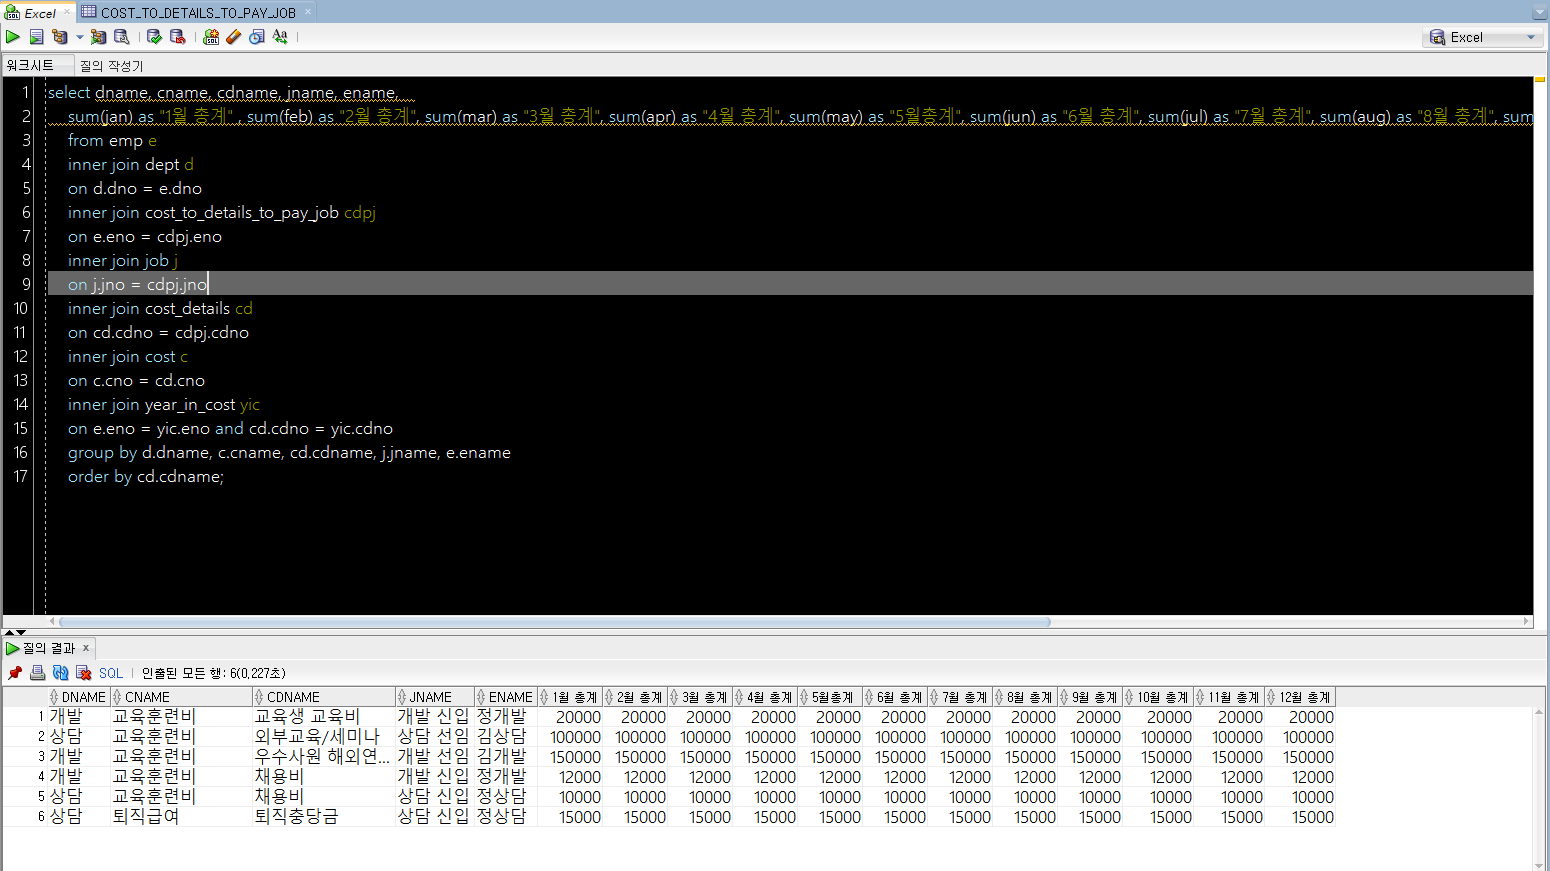 Excel
COST_TO_DETAILS_TO_PAY_JOB
Excel
워크시트 질의 작성기
1 select dname, cname, cdname, jname, ename,
2 sum(jan) as "1월 총계" , sum(feb) as "2월 총계", sum(mar) as "3월 총계", sum(apr) as "4월 총계", sum(may) as "5월총계", sum(jun) as "6월 총계", sum(jul) as "7월 총계", sum(aug) as "8월 총계", sum
3 from emp e
4 inner join dept d
5 on d.dno = e.dno
6 inner join cost_to_details_to_pay_job cdpj
7 on e.eno = cdpj.eno
8 inner join job j
9 on j.jno = cdpj.jno
10 inner join cost_details cd
11 on cd.cdno = cdpj.cdno
12 inner join cost c
13 on c.cno = cd.cno
14 inner join year_in_cost yic
15 on e.eno = yic.eno and cd.cdno = yic.cdno
16 group by d.dname, c.cname, cd.cdname, j.jname, e.ename
17 order by cd.cdname;
질의 결과 x
SQL 인출된 모든 행: 6(0,227초)
DNAME CNAME CDNAME JNAME ENAME 1월 총계 2월 총계 3월 총계 4월 총계 5월총계 6월 총계 7월 총계 8월 총계 9월 총계 10월 총계 11월 총계 12월 총계
1 개발 교육훈련비 교육생 교육비 개발 신입 정개발 20000 20000 20000 20000 20000 20000 20000 20000 20000 20000 20000 20000
2 상담 교육훈련비 외부교육/세미나 상담 선임 김상담 100000 100000 100000 100000 100000 100000 100000 100000 100000 100000 100000 100000
3 개발 교육훈련비 우수사원 해외연... 개발 선임 김개발 150000 150000 150000 150000 150000 150000 150000 150000 150000 150000 150000 150000
4 개발 교육훈련비 채용비 개발 신입 정개발 12000 12000 12000 12000 12000 12000 12000 12000 12000 12000 12000 12000
5 상담 교육훈련비 채용비 상담 신입 정상담 10000 10000 10000 10000 10000 10000 10000 10000 10000 10000 10000 10000
6 상담 퇴직급여 퇴직충당금 상담 신입 정상담 15000 15000 15000 15000 15000 15000 15000 15000 15000 15000 15000 15000